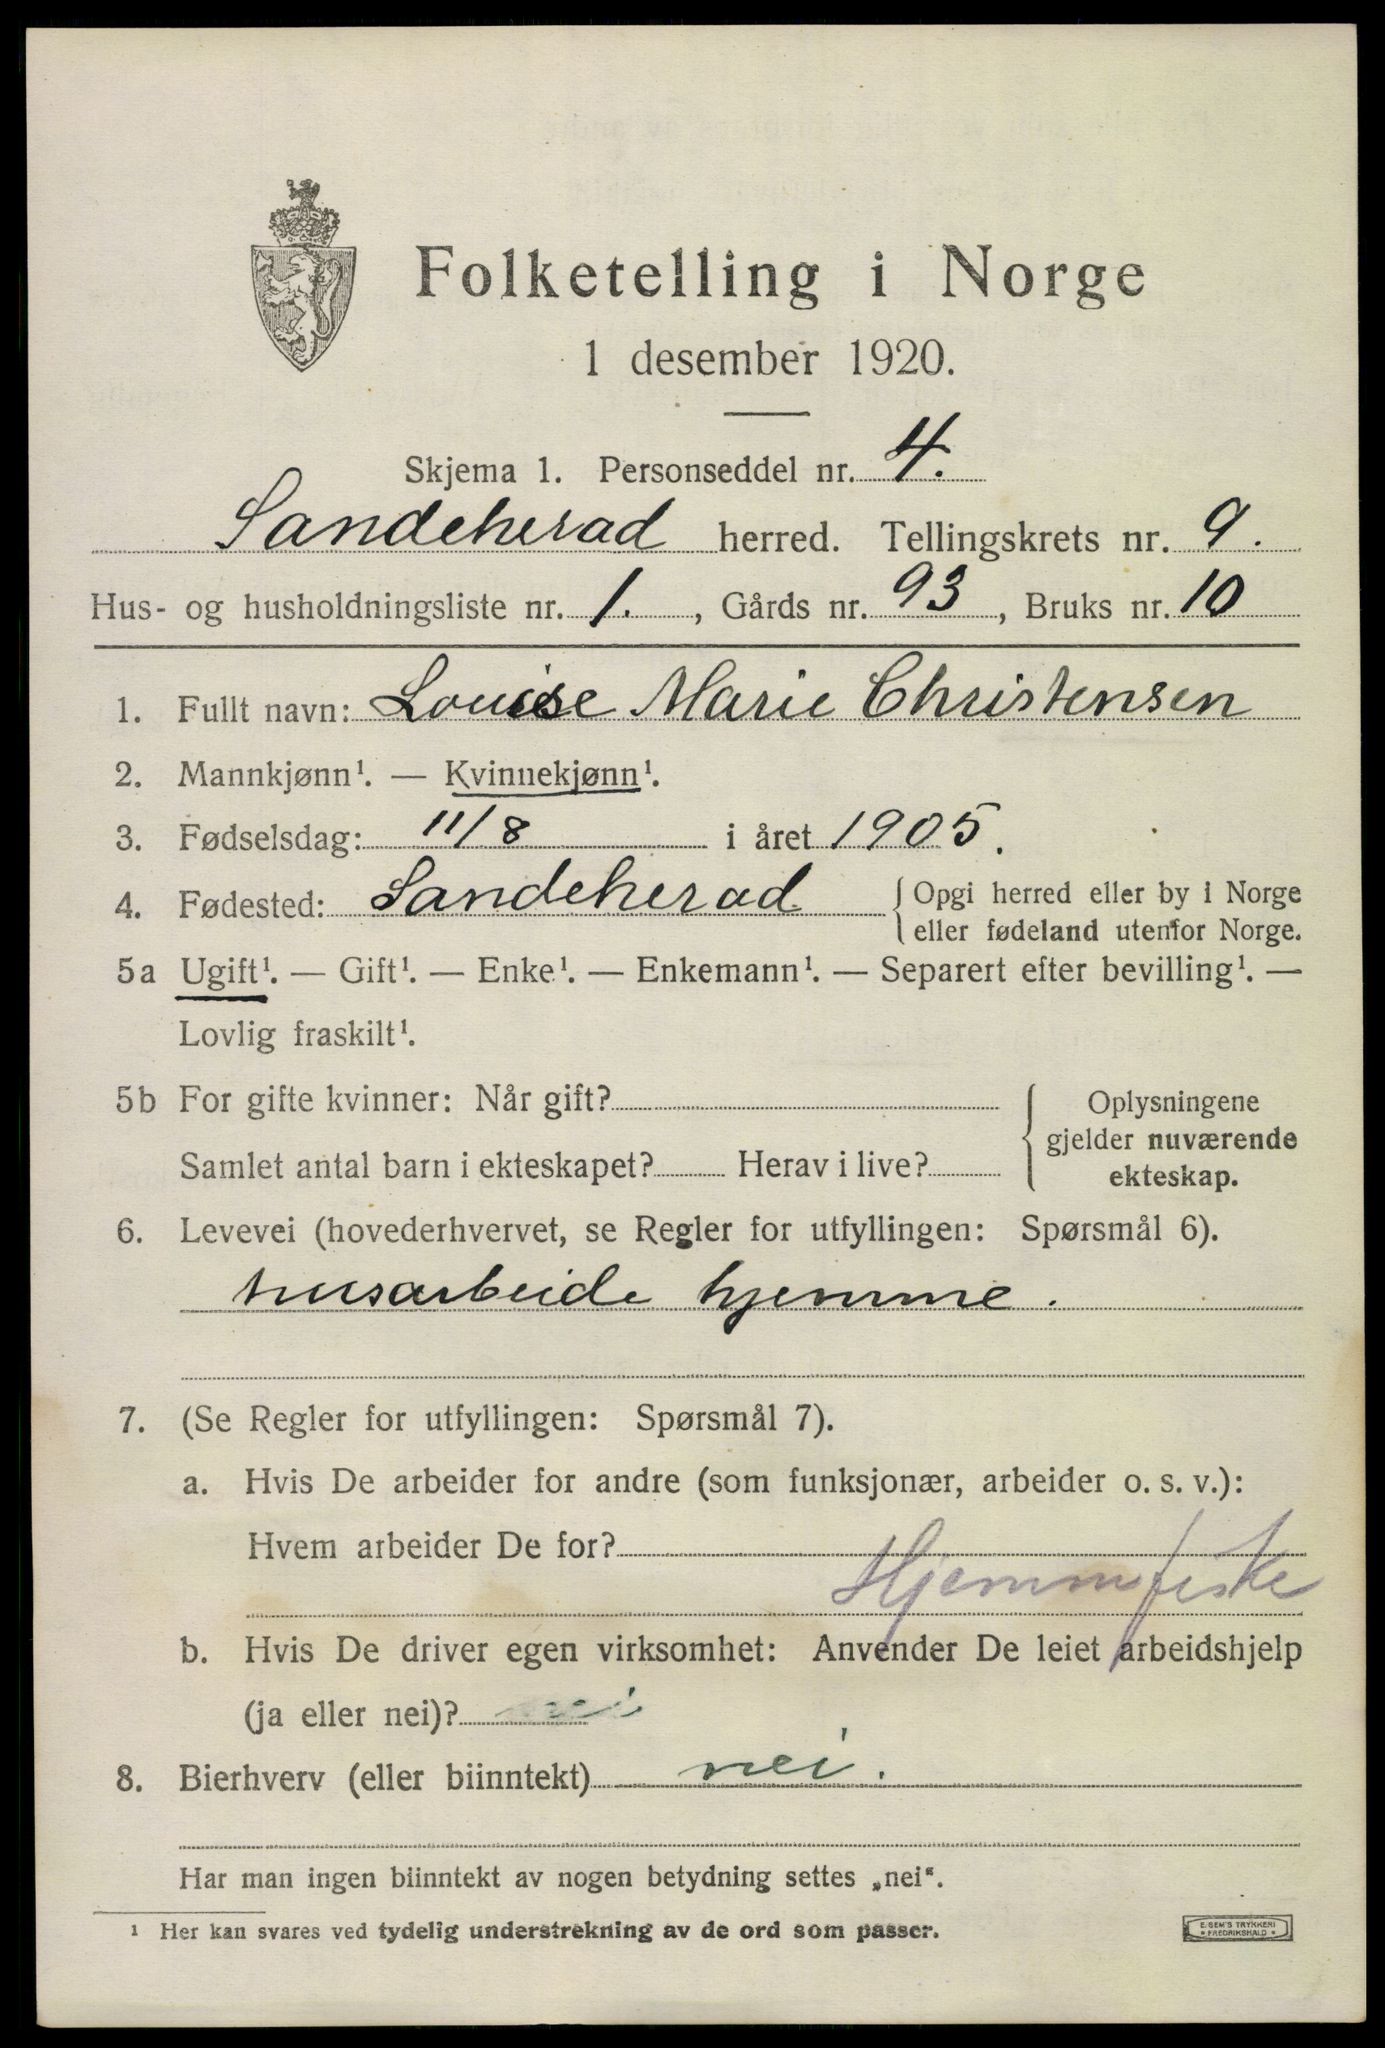 Folketelling i Norge
1 desember 1920.
Skjema 1. Personseddel nr. 4.
Sandeherad herred. Tellingskrets nr. 9.
Hus- og husholdningsliste nr. 1., Gårds nr. 93, Bruks nr. 10
1. Fullt navn: Louise Marie Christensen
2. Mannkjønn¹. — Kvinnekjønn¹.
3. Fødselsdag: 11/8 i året 1905.
4. Fødested: Sandeherad { Opgi herred eller by i Norge
eller fødeland utenfor Norge.
5a Ugift¹. — Gift¹. — Enke¹. — Enkemann¹. — Separert efter bevilling¹. —
Lovlig fraskilt¹.
5b For gifte kvinner: Når gift?
Samlet antal barn i ekteskapet? Herav i live?
{ Oplysningene
gjelder nuværende
ekteskap.
6. Levevei (hovederhvervet, se Regler for utfyllingen: Spørsmål 6).
husarbeide hjemme.
7. (Se Regler for utfyllingen: Spørsmål 7).
a. Hvis De arbeider for andre (som funksjonær, arbeider o. s. v.):
Hvem arbeider De for?
b. Hvis De driver egen virksomhet: Anvender De leiet arbeidshjelp
(ja eller nei)? nei
8. Bierhverv (eller biinntekt) nei.
Har man ingen biinntekt av nogen betydning settes „nei“.
¹ Her kan svares ved tydelig understrekning av de ord som passer.
E. SEM'S TRYKKERI
* FREDRIKSHALD *